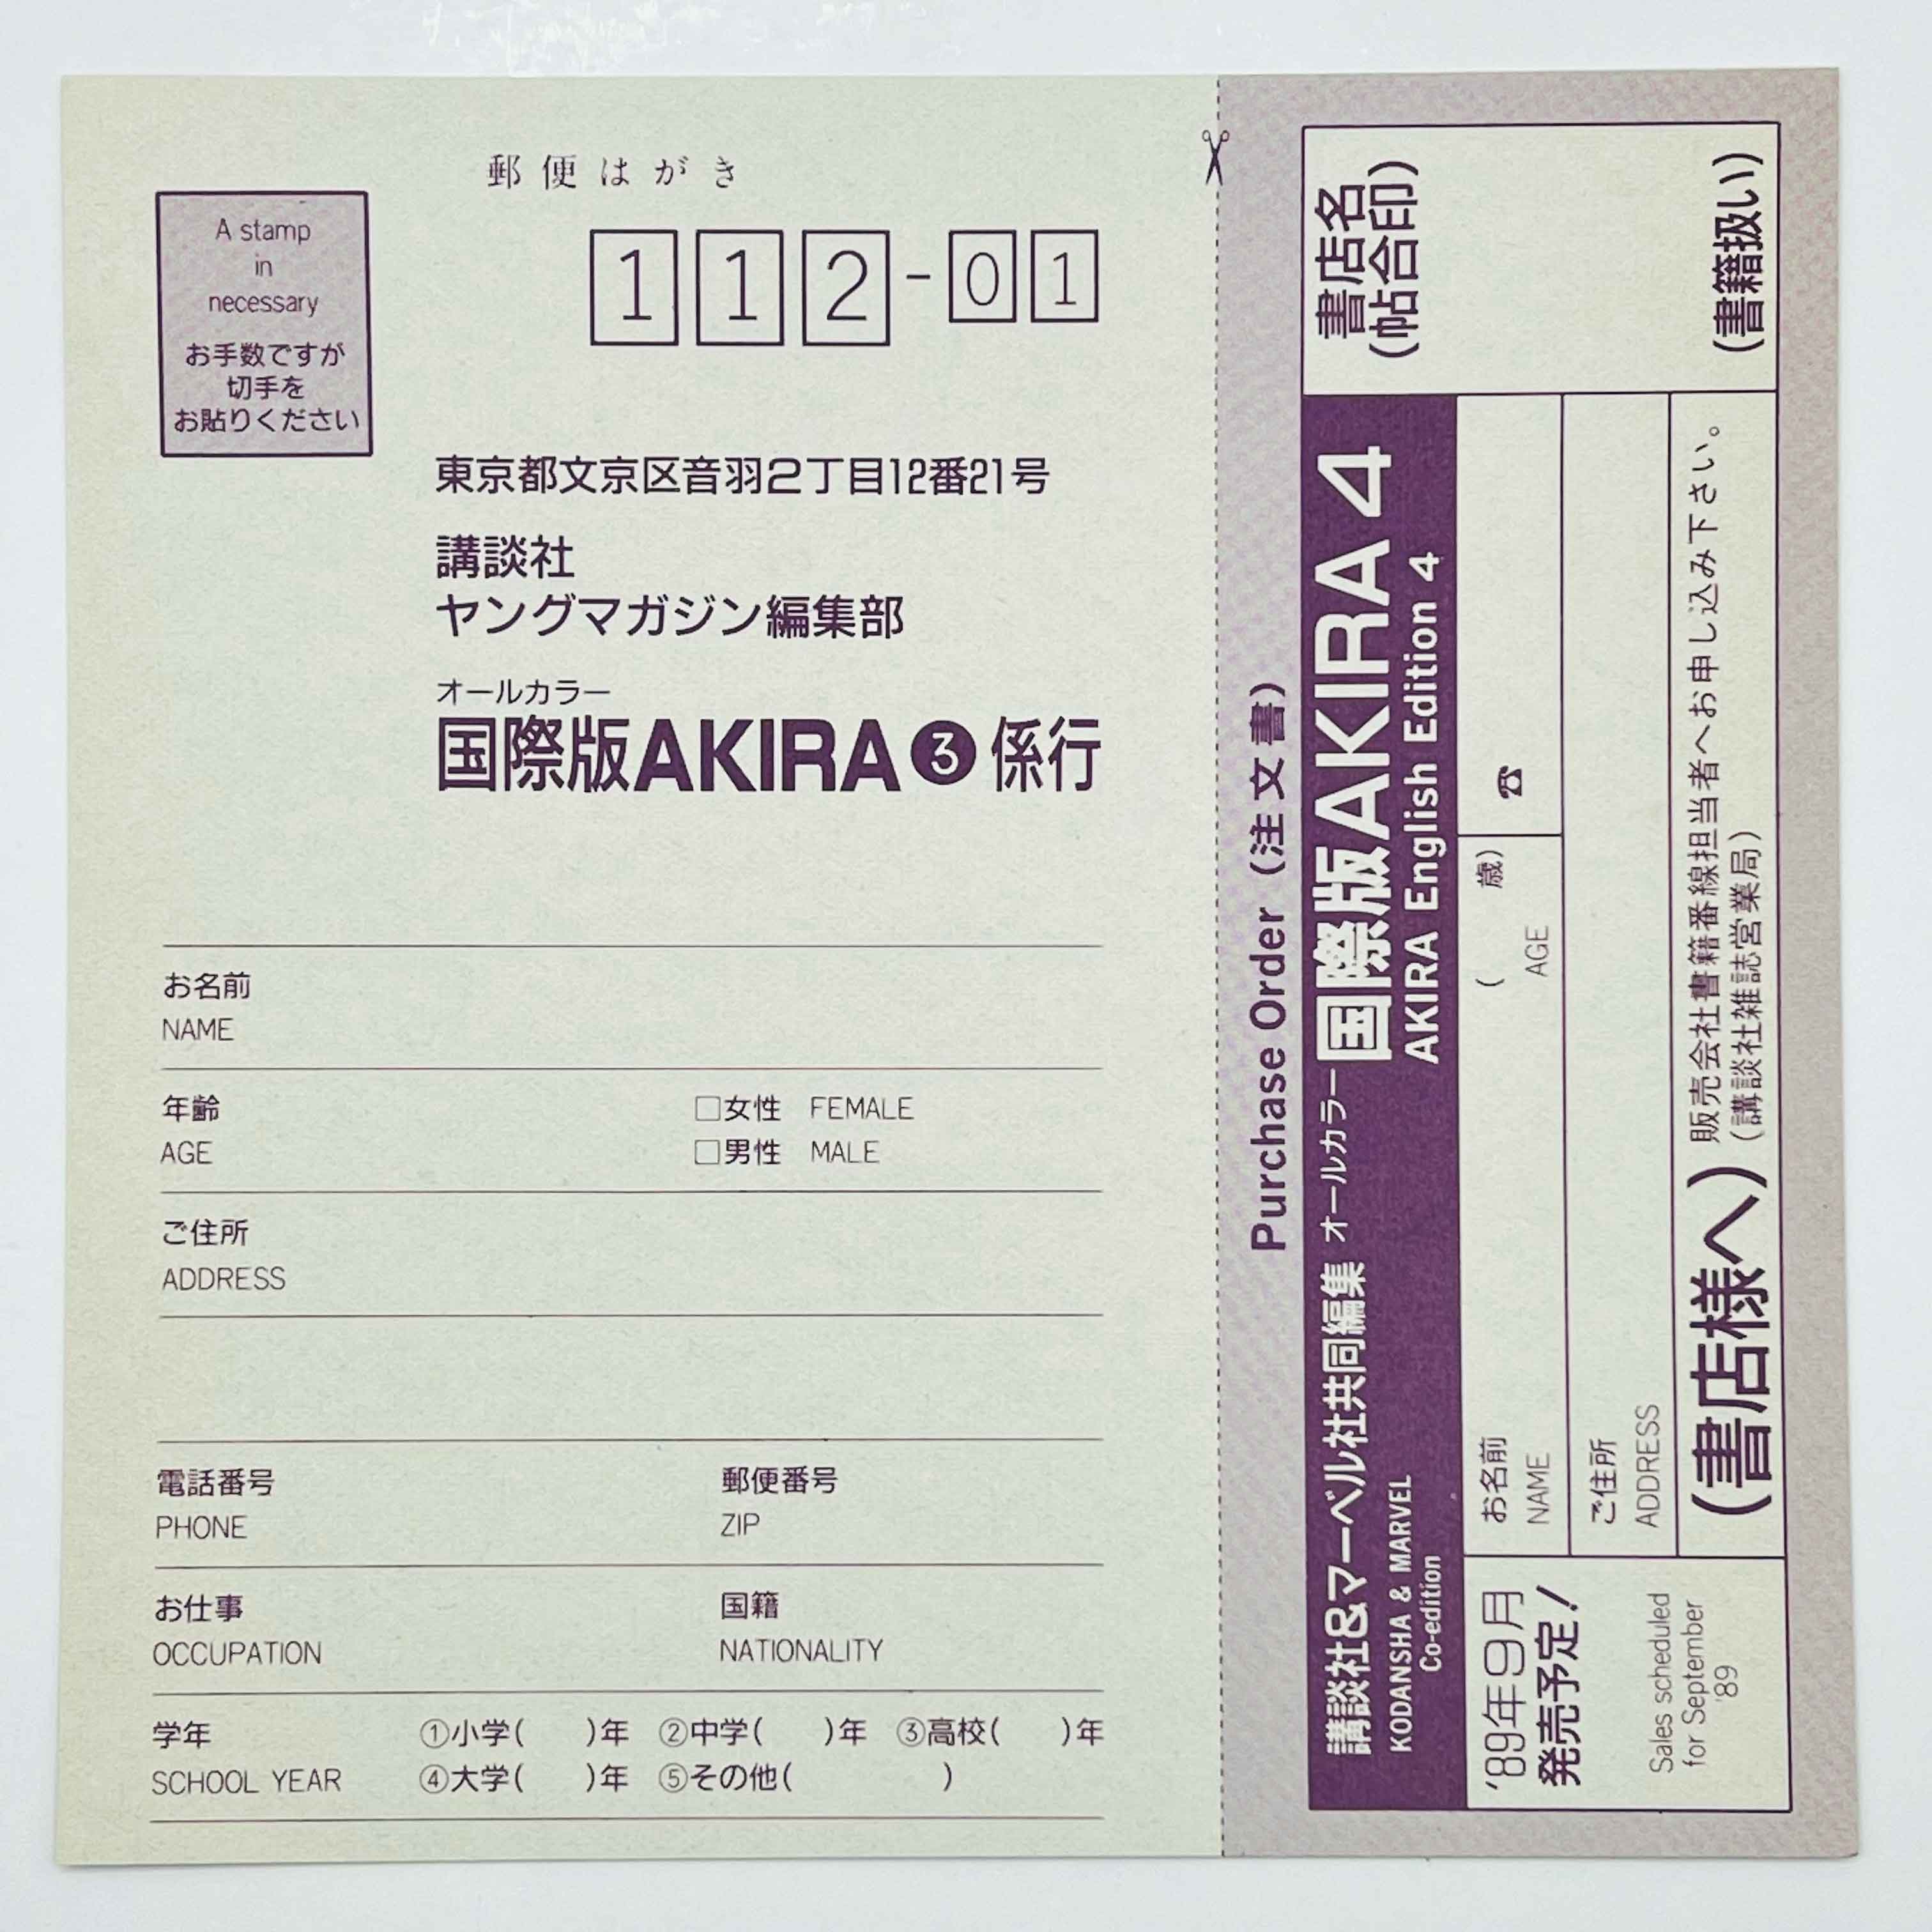 郵便はがき
A stamp
in
necessary
お手数ですが
切手を
お貼りください
112-01
東京都文京区音羽2丁目12番21号
講談社
ヤングマガジン編集部
オールカラー
国際版AKIRA❸係行
お名前
NAME
年齢
AGE
□女性 FEMALE
□男性 MALE
ご住所
ADDRESS
電話番号
PHONE
郵便番号
ZIP
お仕事
OCCUPATION
国籍
NATIONALITY
学年
SCHOOL YEAR
①小学( )年 ②中学( )年 ③高校( )年
④大学( )年 ⑤その他( )
Purchase Order (注文書)
講談社&マーベル社共同編集 オールカラー 国際版AKIRA 4
KODANSHA & MARVEL
Co-edition
AKIRA English Edition 4
書店名
(帖合印)
(書籍扱い)
'89年9月
発売予定!
Sales scheduled
for September
'89
お名前
NAME
( 歳)
AGE
☎
ご住所
ADDRESS
(書店様へ)
販売会社書籍番線担当者へお申し込み下さい。
(講談社雑誌営業局)